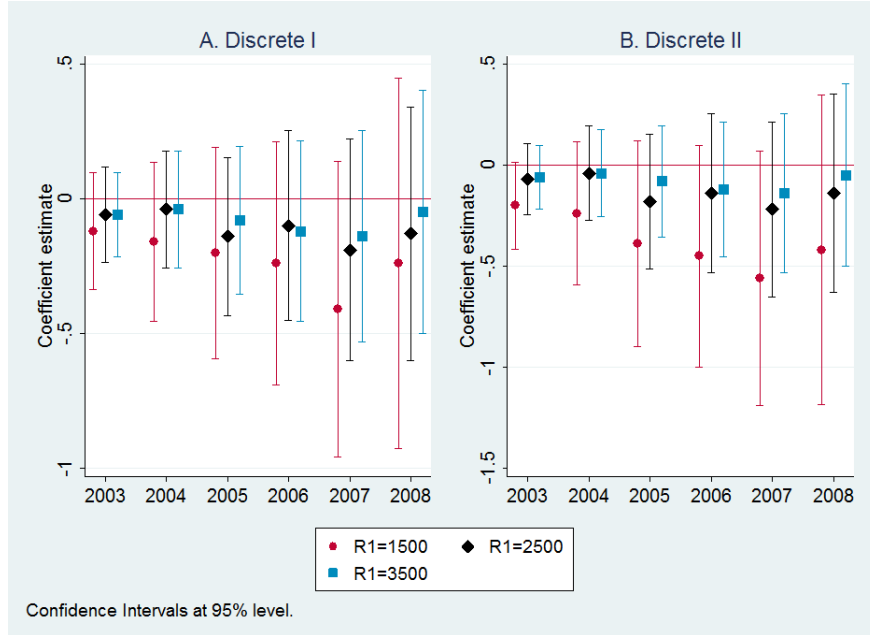 A. Discrete I
Coefficient estimate
.5
0
-.5
-1
2003 2004 2005 2006 2007 2008
B. Discrete II
Coefficient estimate
.5
0
-.5
-1
-1.5
2003 2004 2005 2006 2007 2008
R1=1500 R1=2500
R1=3500
Confidence Intervals at 95% level.